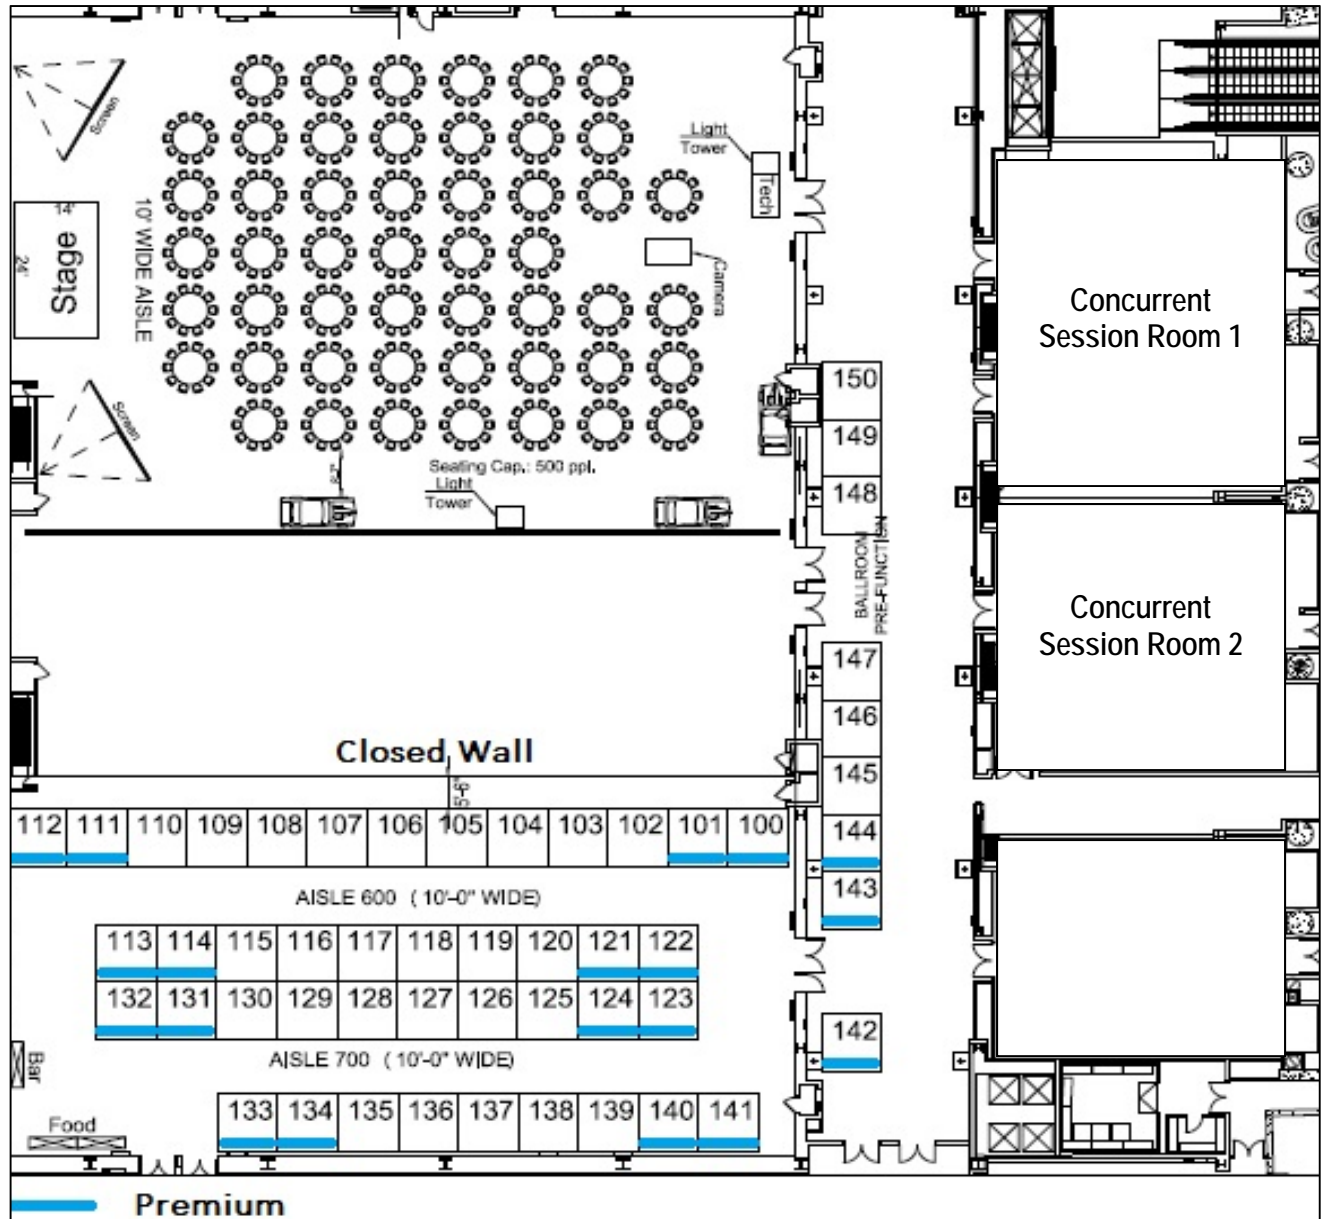 Screen
Light
Tower
Tech
14'
24'
Stage
10' WIDE AISLE
Camera
Concurrent
Session Room 1
Screen
150
149
148
Seating Cap.: 500 ppl.
Light
Tower
BALLROOM
PRE-FUNCTION
Concurrent
Session Room 2
147
146
145
144
143
142
Closed Wall
112 111 110 109 108 107 106 105 104 103 102 101 100
AISLE 600 ( 10'-0" WIDE)
113 114 115 116 117 118 119 120 121 122
132 131 130 129 128 127 126 125 124 123
AISLE 700 ( 10'-0" WIDE)
Bar
Food
133 134 135 136 137 138 139 140 141
Premium